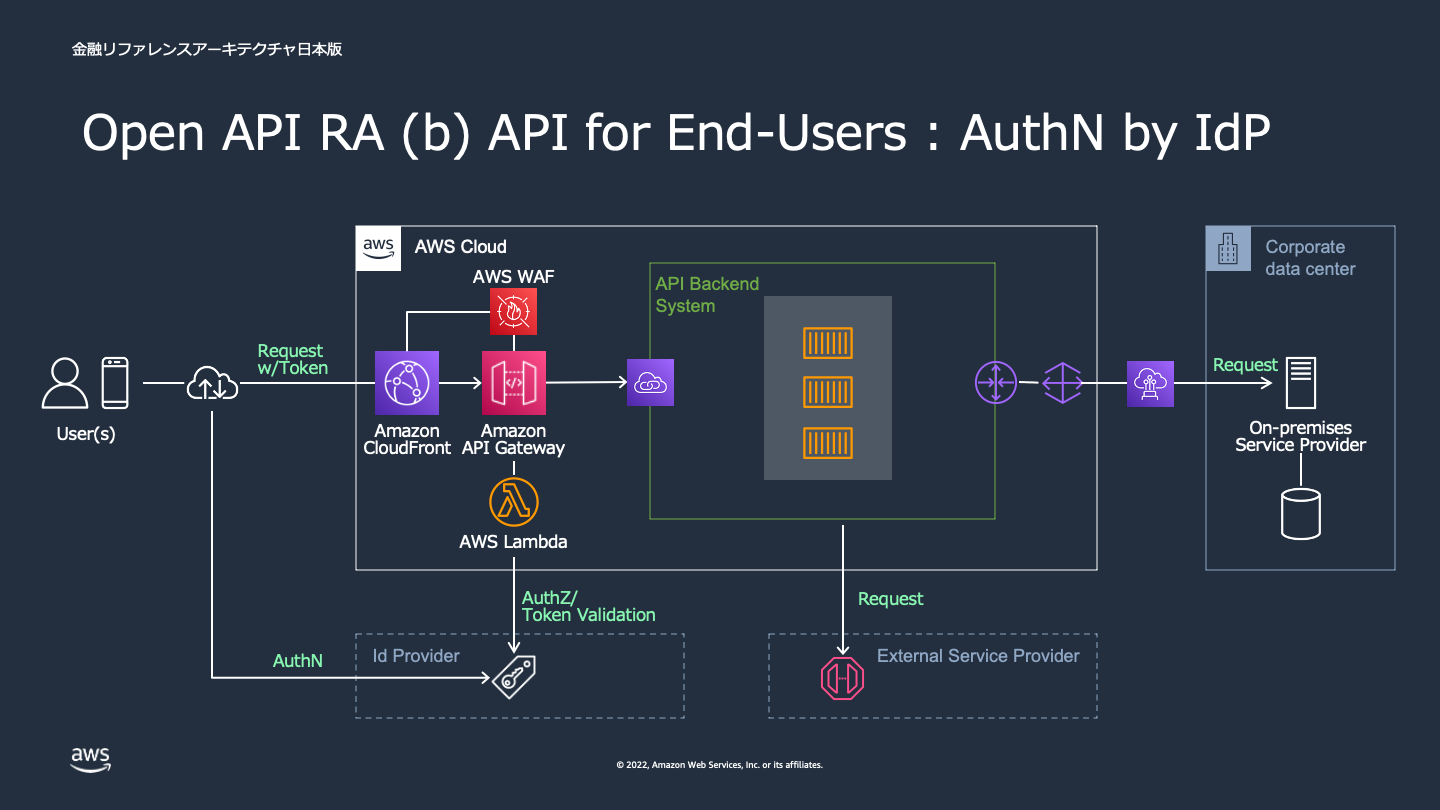 金融リファレンスアーキテクチャ日本版
Open API RA (b) API for End-Users : AuthN by IdP
aws
AWS Cloud
AWS WAF
API Backend
System
Corporate
data center
Request
w/Token
Request
User(s)
Amazon
CloudFront
Amazon
API Gateway
On-premises
Service Provider
AWS Lambda
AuthZ/
Token Validation
Request
AuthN
Id Provider
External Service Provider
aws
© 2022, Amazon Web Services, Inc. or its affiliates.